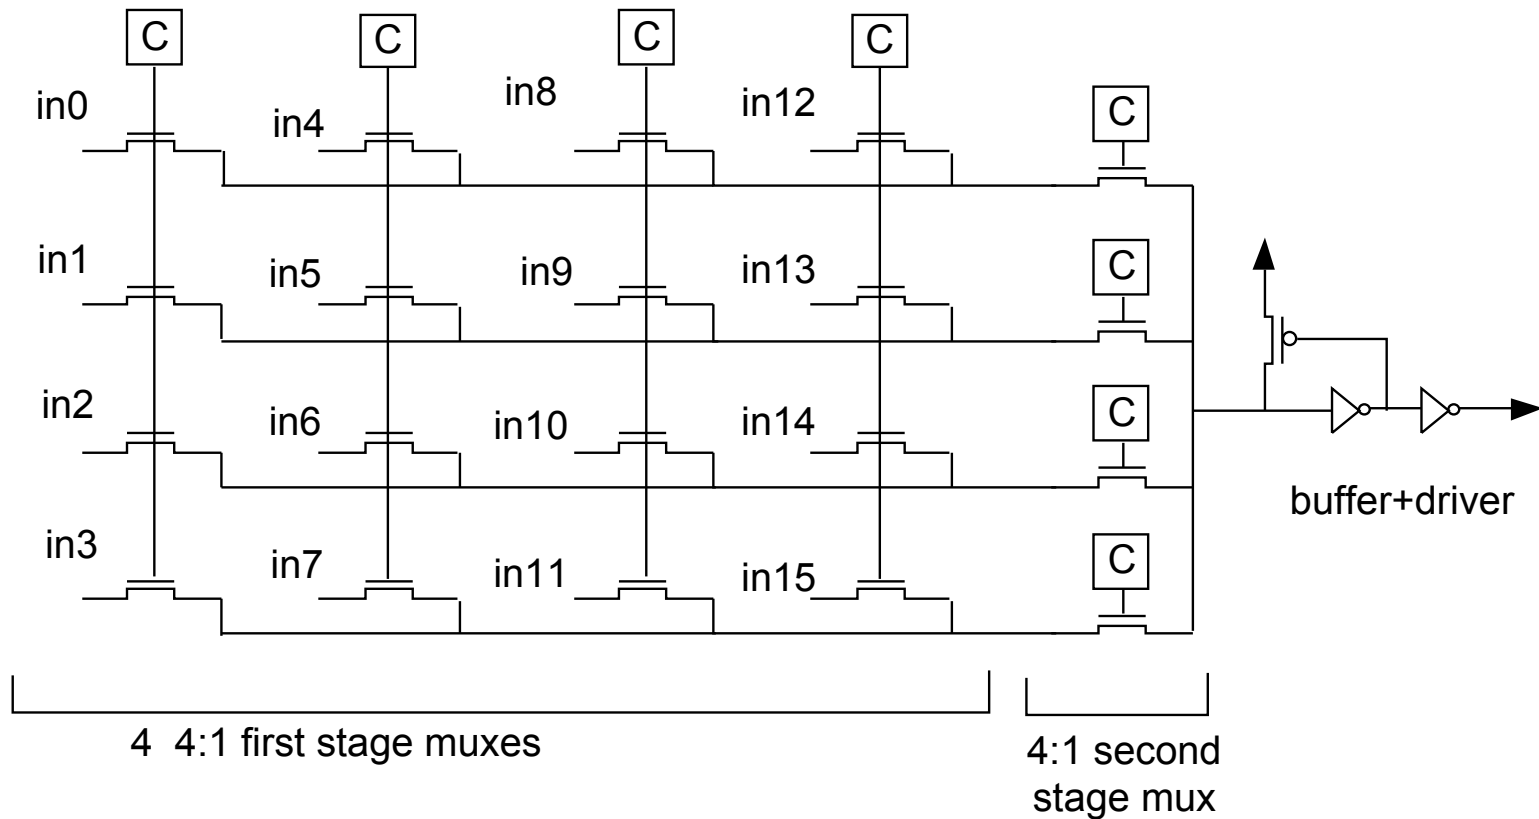 C C C C
in0 in4 in8 in12
C
in1 in5 in9 in13
C
in2 in6 in10 in14
C
in3 in7 in11 in15
C
buffer+driver
4 4:1 first stage muxes
4:1 second
stage mux